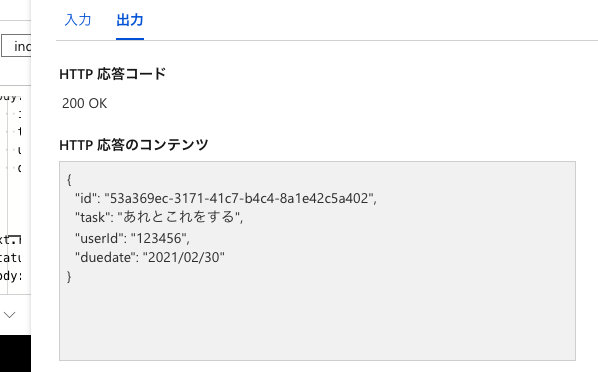 入力 出力
HTTP 応答コード
200 OK
HTTP 応答のコンテンツ
{
"id": "53a369ec-3171-41c7-b4c4-8a1e42c5a402",
"task": "あれとこれをする",
"userId": "123456",
"duedate": "2021/02/30"
}